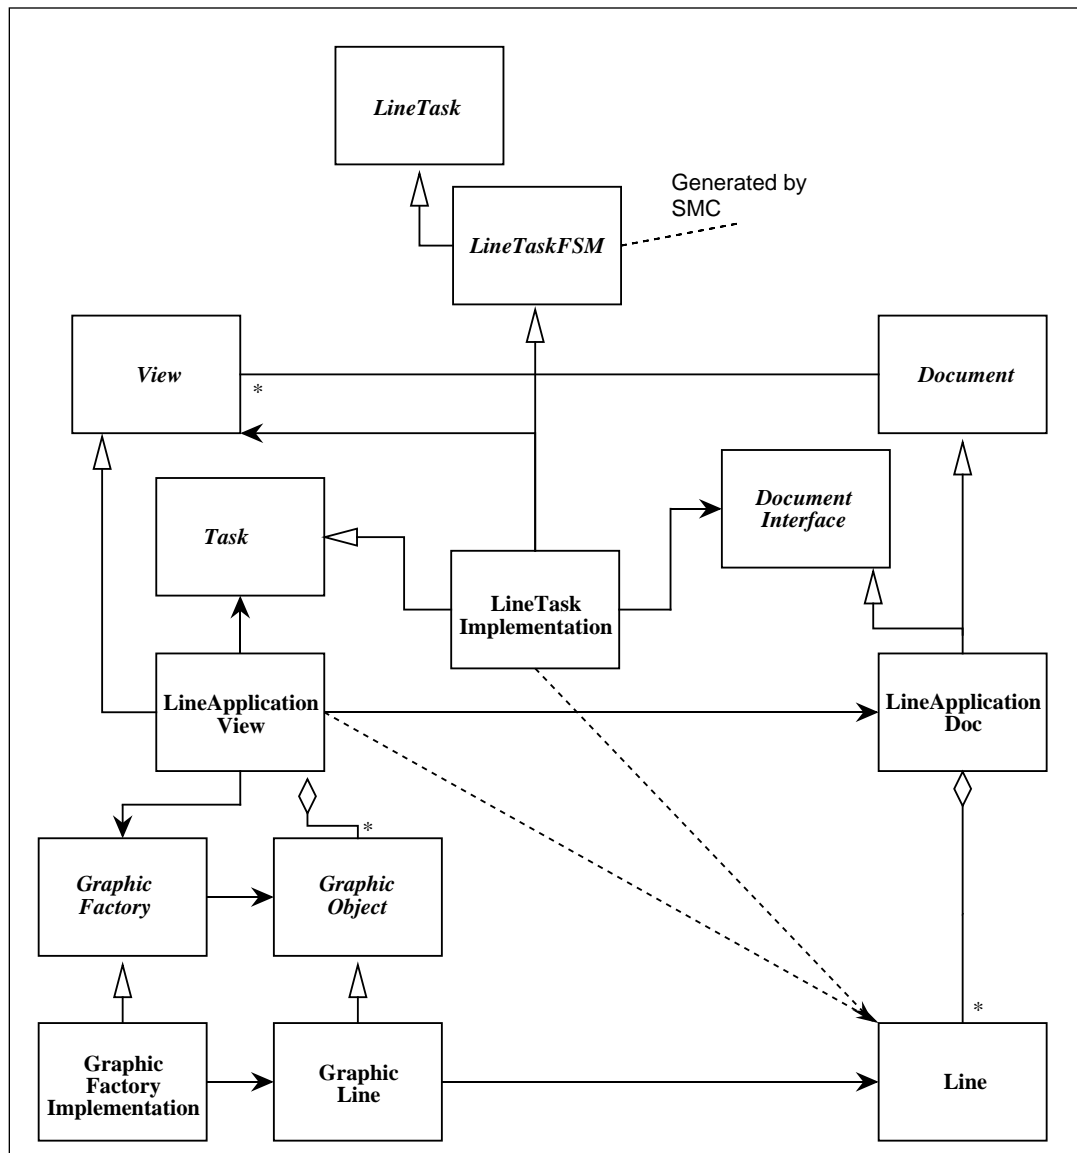 LineTask
Generated by
SMC
LineTaskFSM
View
*
Document
Document
Interface
Task
LineTask
Implementation
LineApplication
View
LineApplication
Doc
*
Graphic
Factory
Graphic
Object
*
Graphic
Factory
Implementation
Graphic
Line
Line